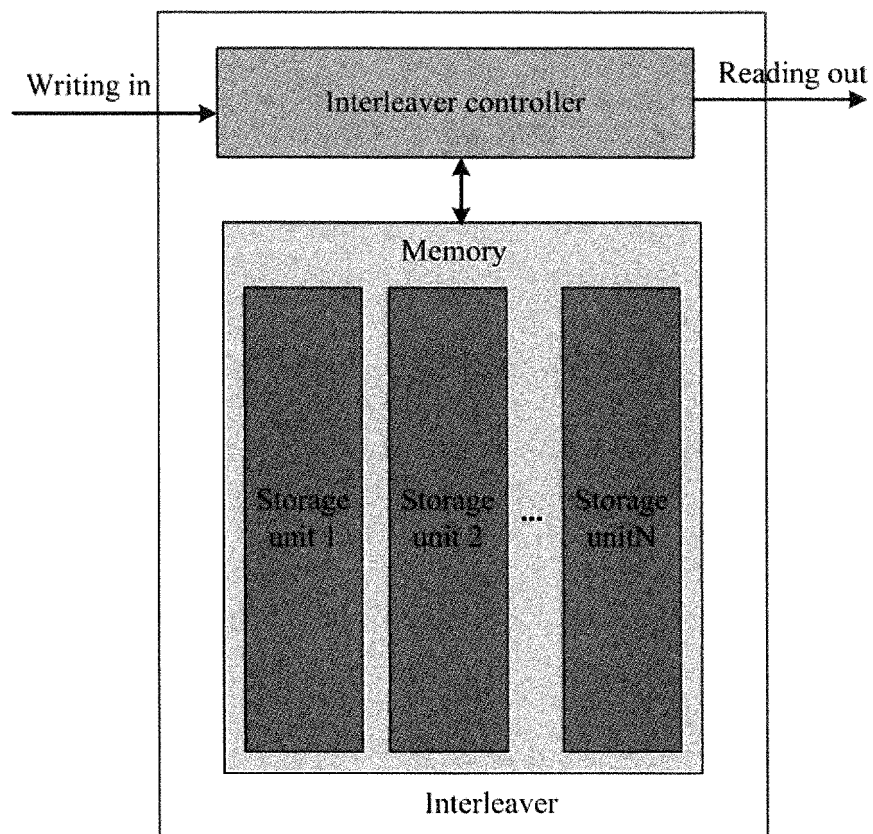 Writing in
Reading out
Interleaver controller
Memory
Storage
unit 1
...
Storage
unit 2
...
Storage
unitN
Interleaver